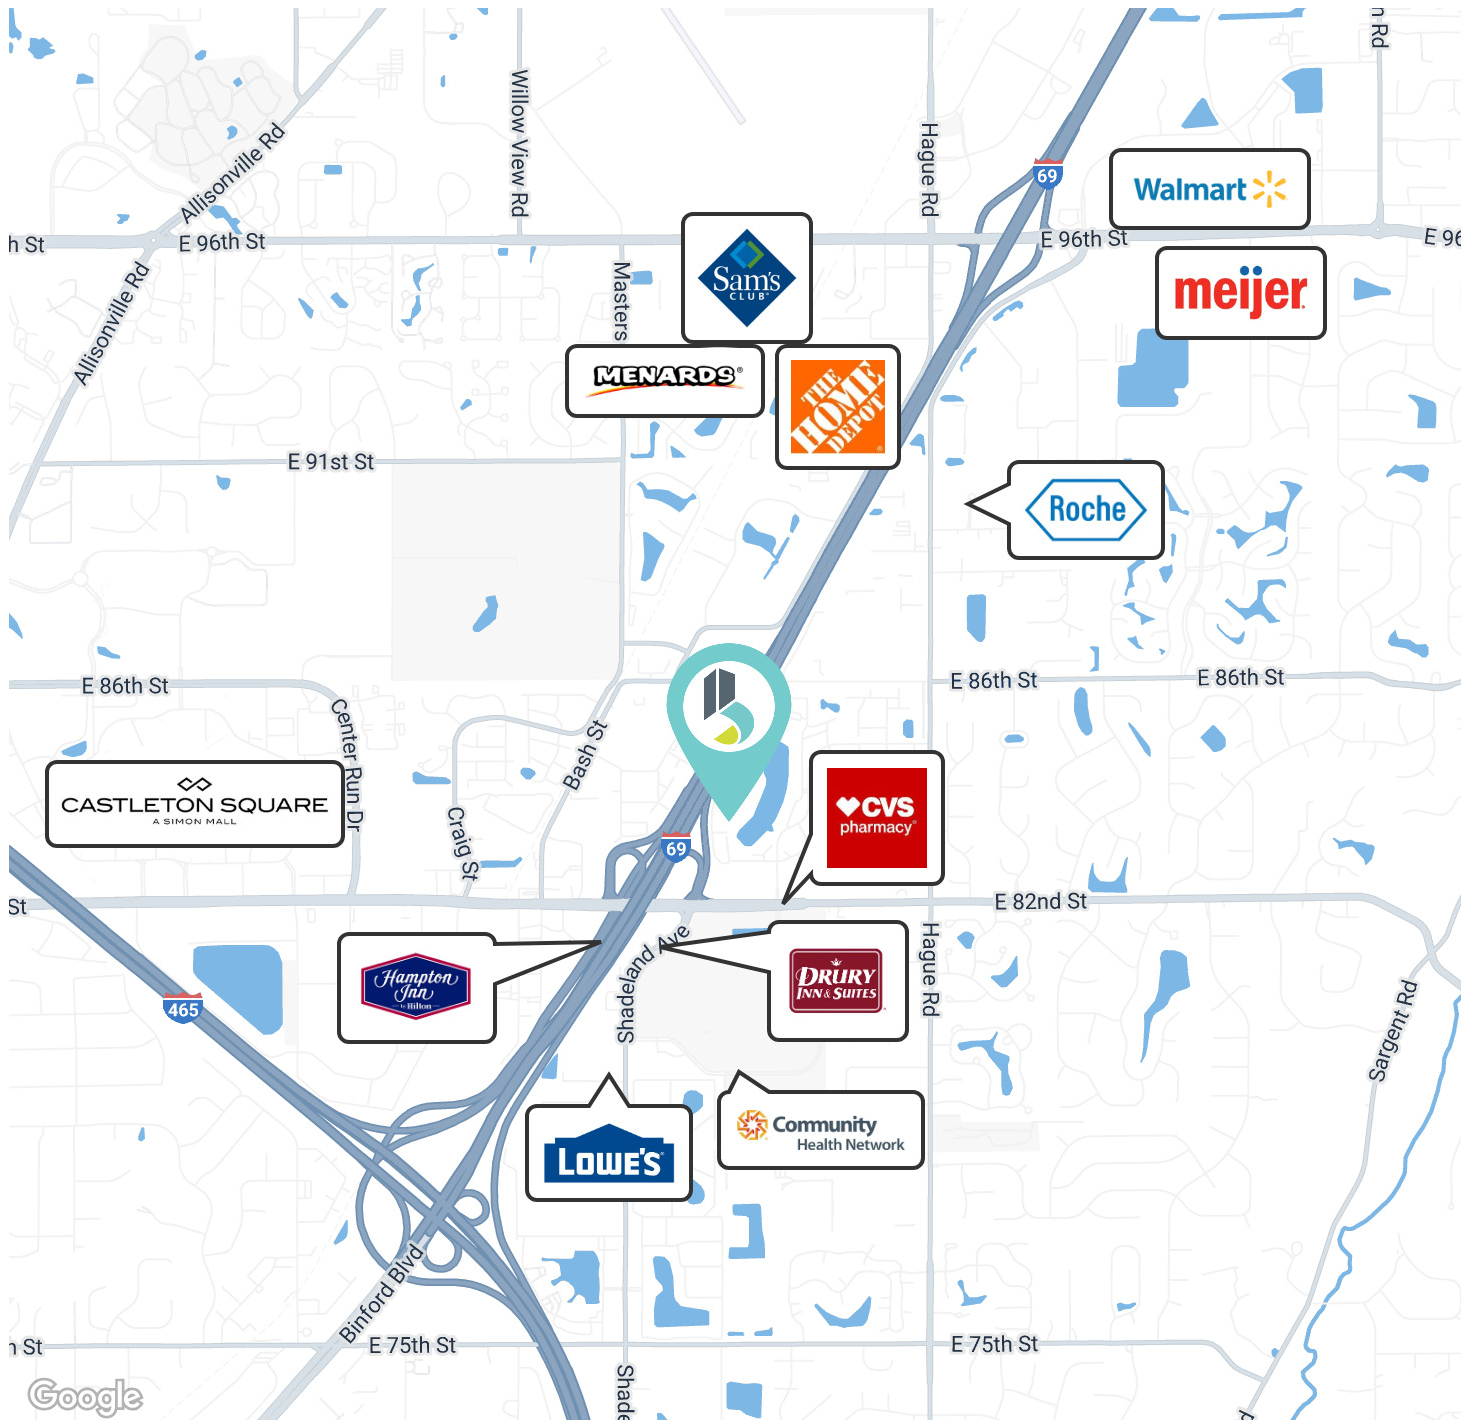 n Rd
Willow View Rd
Allisonville Rd
Hague Rd
69
Walmart
h St
E 96th St
E 96th St
E 96
Allisonville Rd
Masters
Sam's
CLUB
meijer
MENARDS®
THE
HOME
DEPOT
E 91st St
Roche
E 86th St
E 86th St
E 86th St
Center Run Dr
Bash St
CASTLETON SQUARE
A SIMON MALL
Craig St
CVS
pharmacy®
69
St
E 82nd St
Shadeland Ave
Hague Rd
Hampton
Inn
by Hilton
DRURY
INN & SUITES
465
Sargent Rd
LOWE'S
Community
Health Network
Binford Blvd
n St
E 75th St
E 75th St
Shade
Google